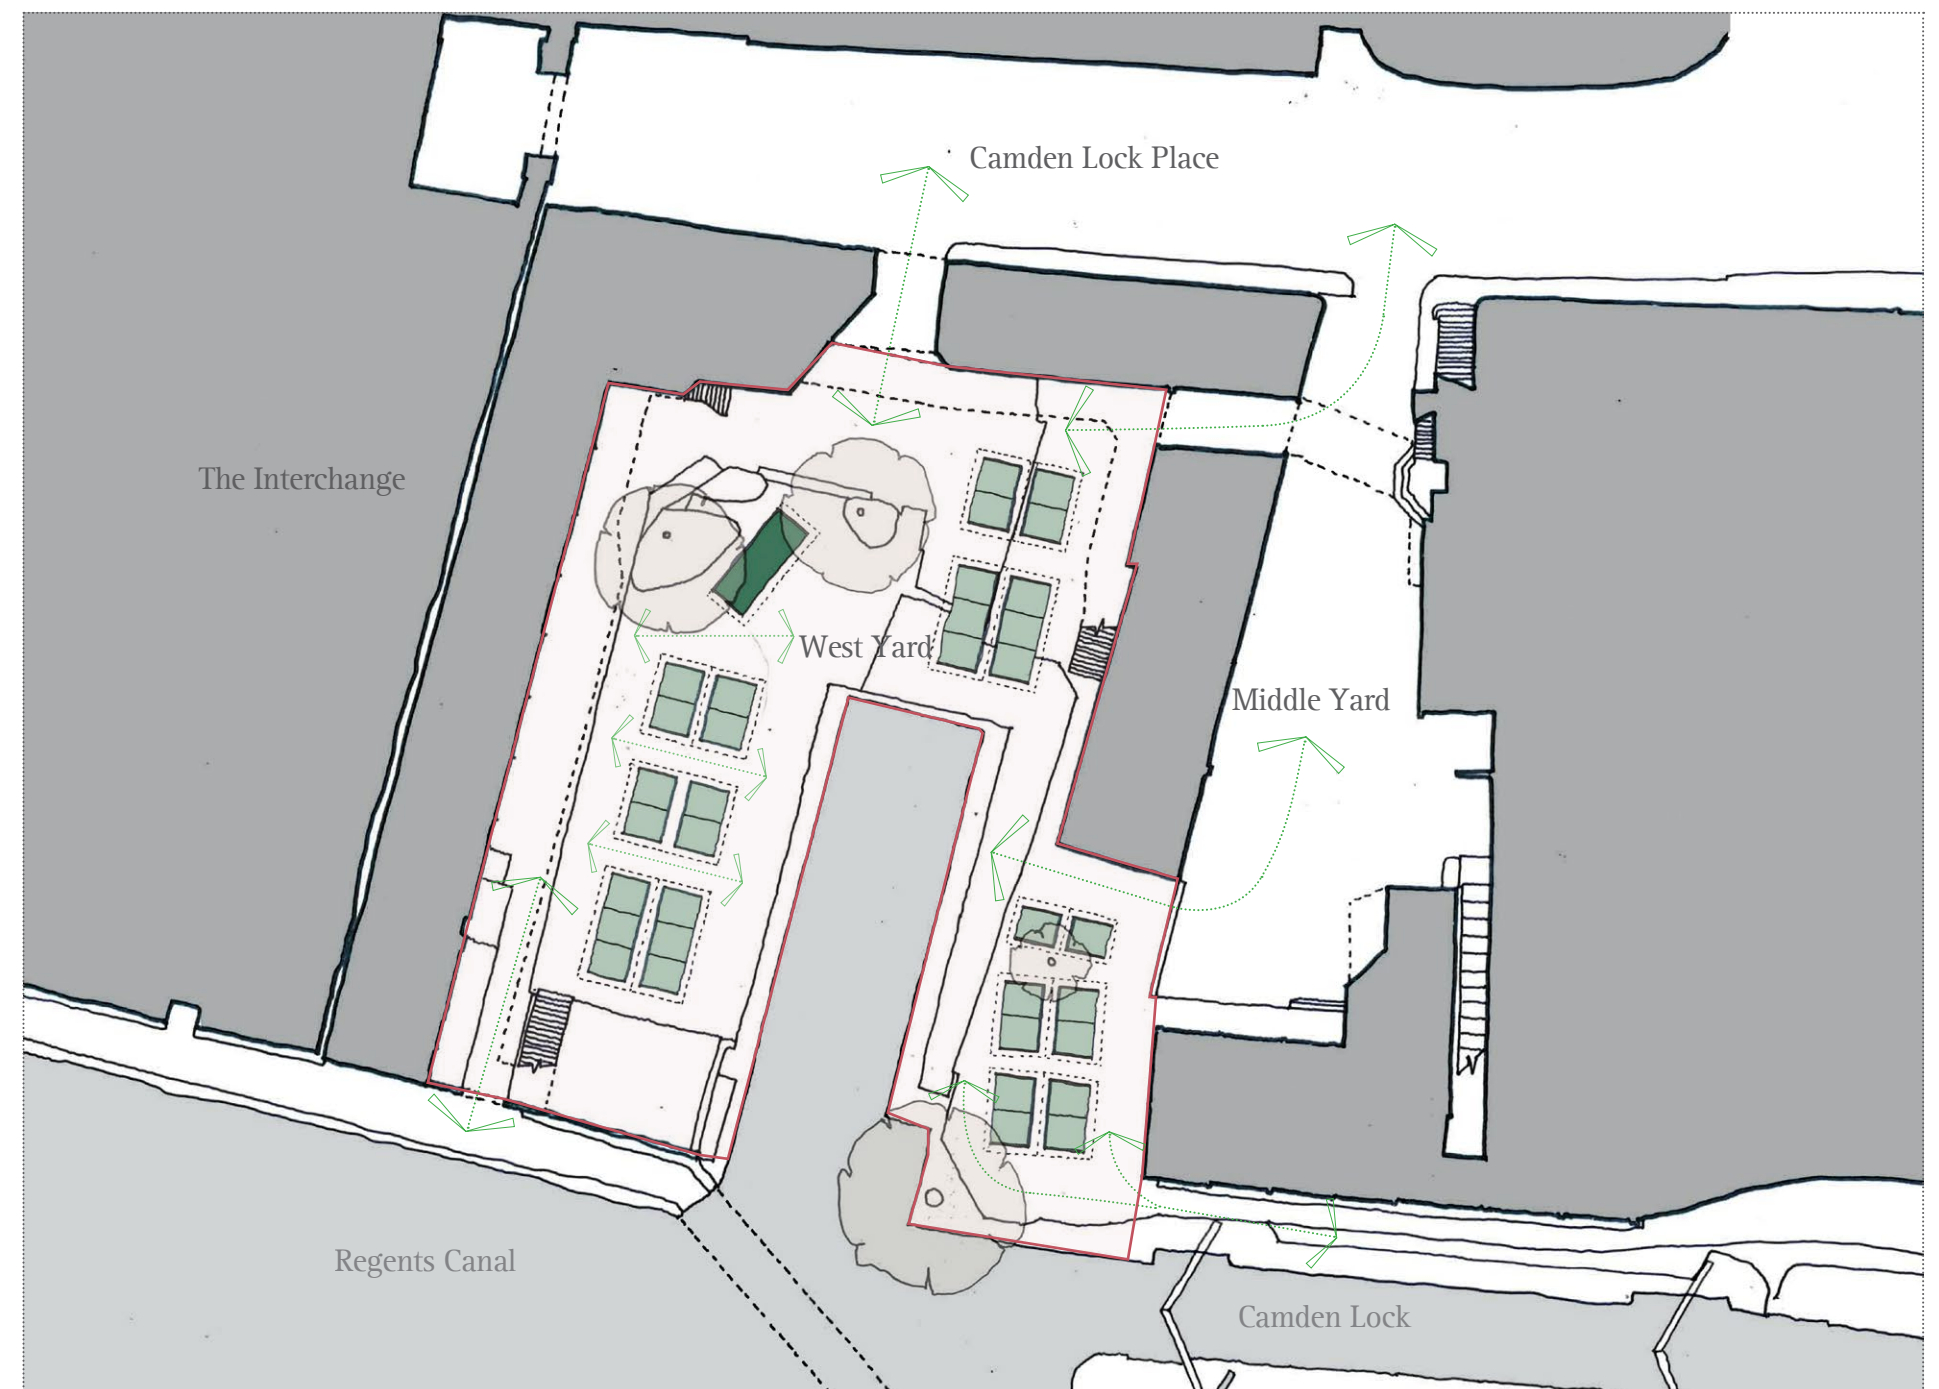 Camden Lock Place
The Interchange
West Yard
Middle Yard
Regents Canal
Camden Lock